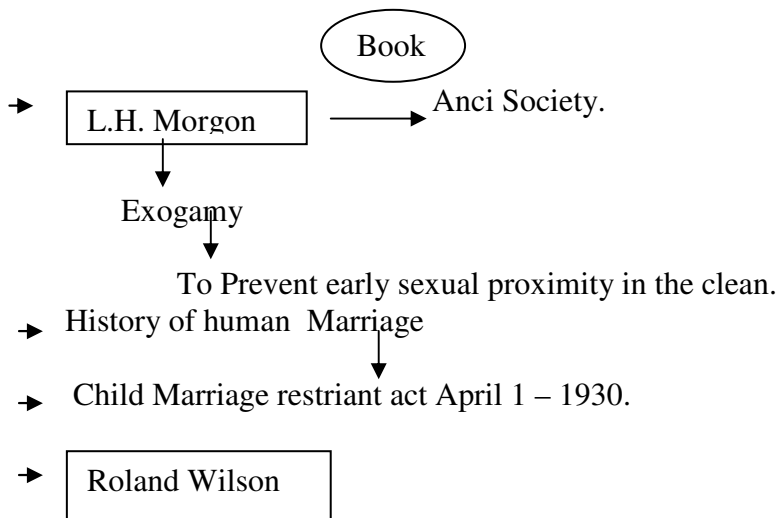 Book
L.H. Morgon Anci Society.
Exogamy
To Prevent early sexual proximity in the clean.
History of human Marriage
Child Marriage restriant act April 1 – 1930.
Roland Wilson